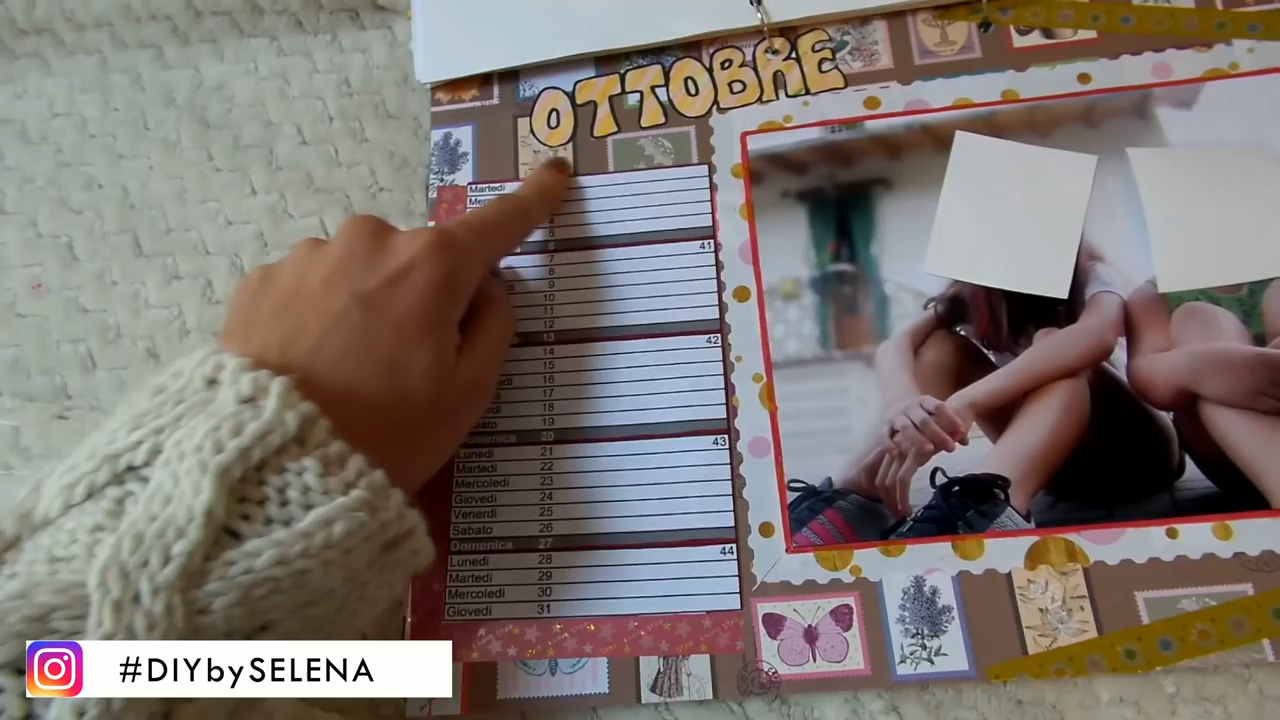 OTTOBRE
Martedì
5
41
7
8
9
10
11
12
13
42
14
15
16
17
18
19
20
43
Lunedì 21
Martedì 22
Mercoledì 23
Giovedì 24
Venerdì 25
Sabato 26
Domenica 27
44
Lunedì 28
Martedì 29
Mercoledì 30
Giovedì 31
#DIYbySELENA